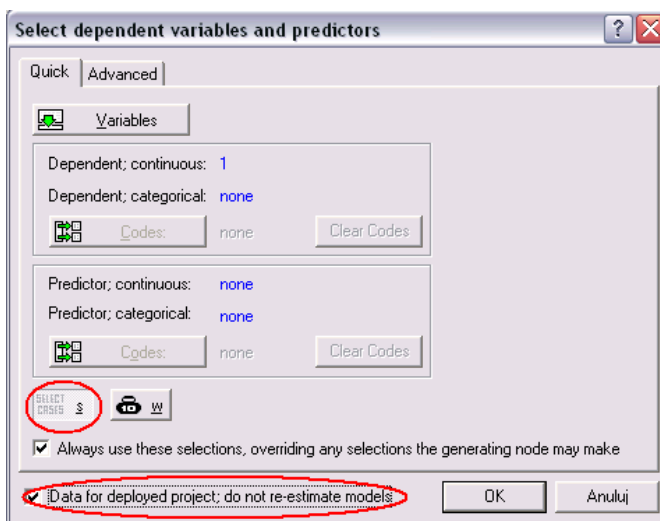 Select dependent variables and predictors
Quick Advanced
Variables
Dependent; continuous: 1
Dependent; categorical: none
Codes: none Clear Codes
Predictor; continuous: none
Predictor; categorical: none
Codes: none Clear Codes
SELECT CASES S W
Always use these selections, overriding any selections the generating node may make
Data for deployed project; do not re-estimate models OK Anuluj